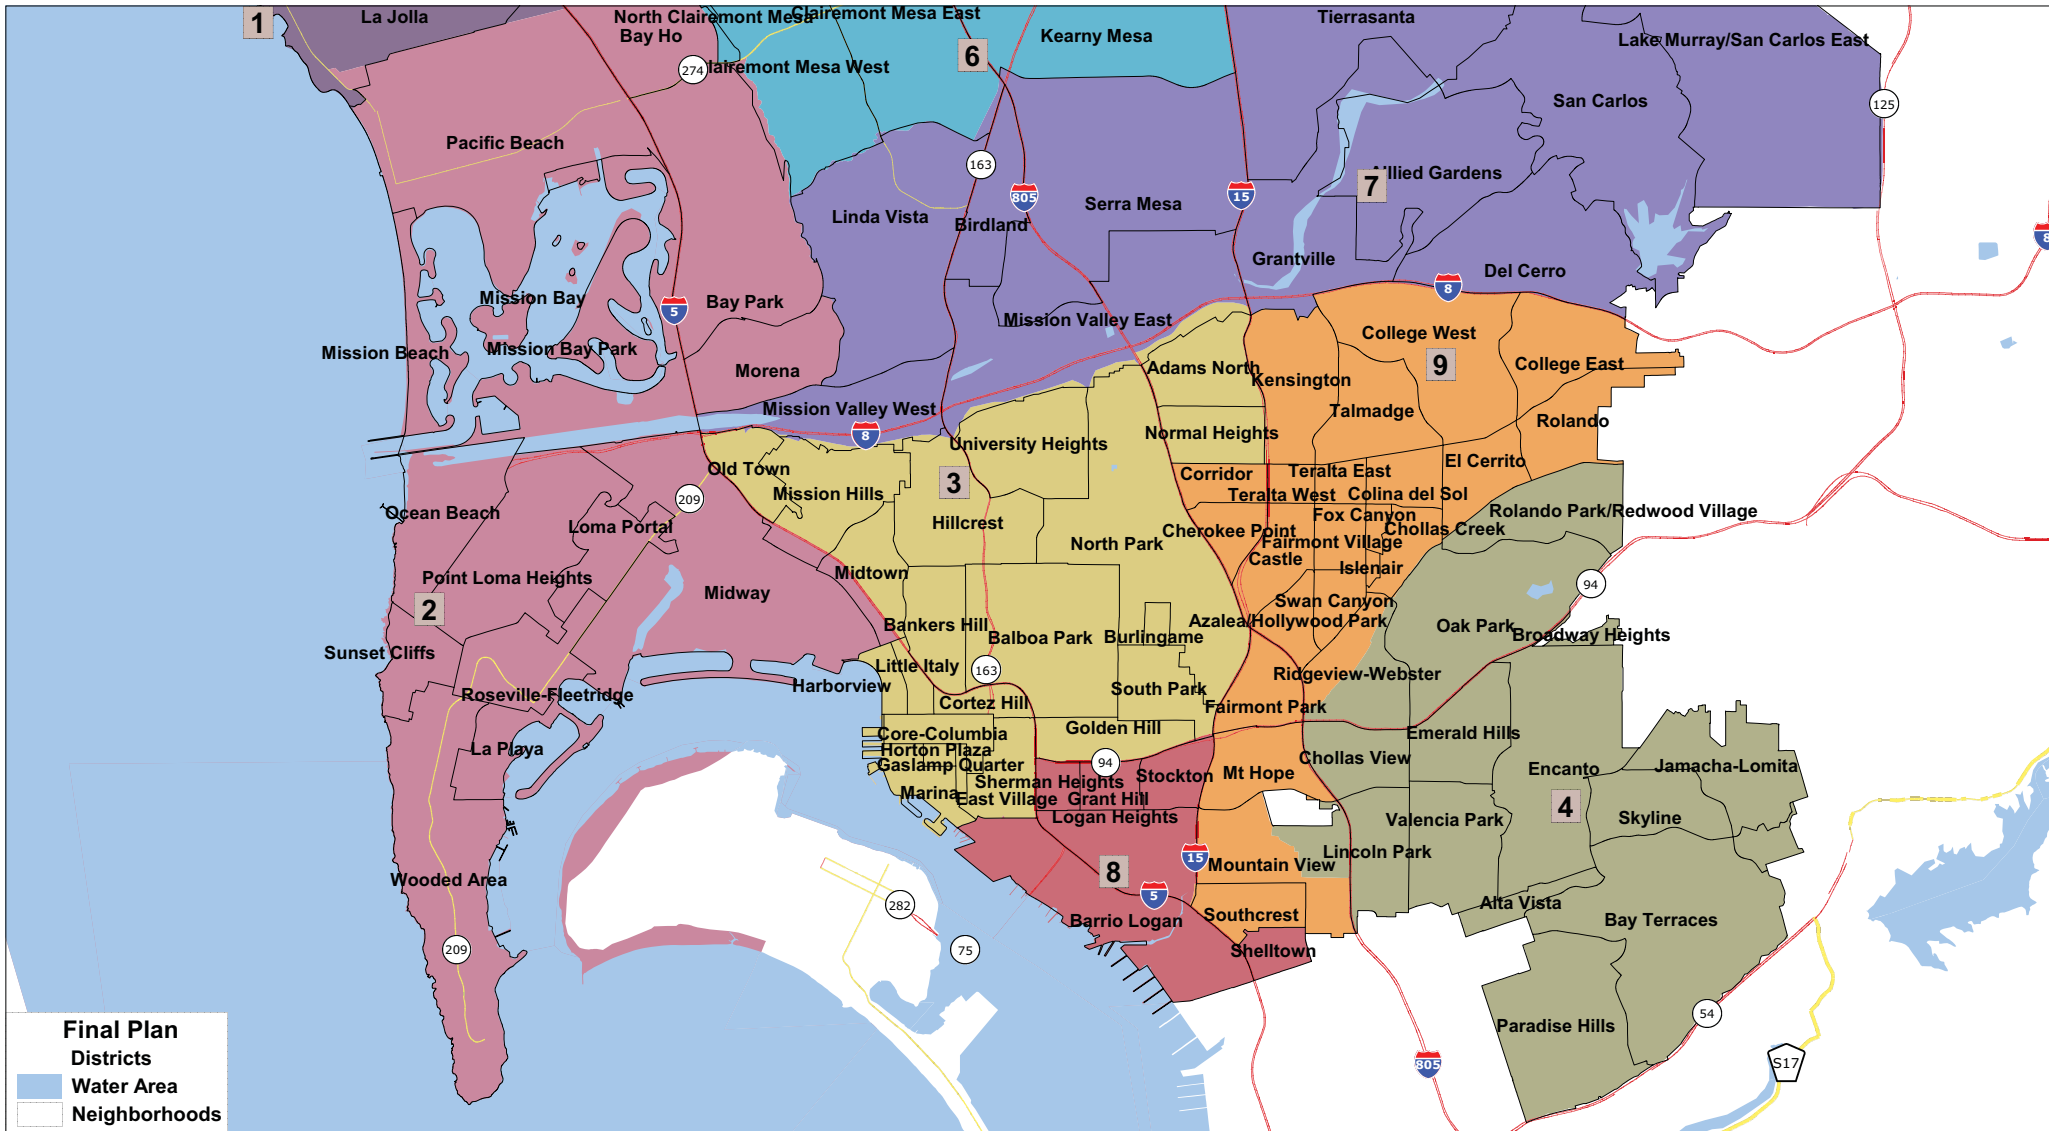 1
La Jolla
North Clairemont Mesa
Clairemont Mesa East
Bay Ho
274
lairemont Mesa West
6
Kearny Mesa
Tierrasanta
Lake Murray/San Carlos East
San Carlos
125
Pacific Beach
163
805
15
7
Allied Gardens
Linda Vista
Birdland
Serra Mesa
8
Grantville
Del Cerro
8
Mission Bay
5
Bay Park
Mission Valley East
College West
Mission Beach
Mission Bay Park
Morena
Adams North
Kensington
9
College East
Mission Valley West
Talmadge
Rolando
8
University Heights
Normal Heights
El Cerrito
Old Town
Mission Hills
3
Corridor
Teralta East
Teralta West
Colina del Sol
209
Ocean Beach
Loma Portal
Hillcrest
North Park
Fox Canyon
Rolando Park/Redwood Village
Cherokee Point
Chollas Creek
Fairmont Village
Castle
Islenair
Point Loma Heights
2
Midway
Midtown
94
Swan Canyon
Bankers Hill
Balboa Park
Burlingame
Azalea/Hollywood Park
Oak Park
Broadway Heights
Sunset Cliffs
Little Italy
163
Ridgeview-Webster
Roseville-Fleetridge
Harborview
Cortez Hill
South Park
Fairmont Park
La Playa
Core-Columbia
Golden Hill
Emerald Hills
Horton Plaza
Gaslamp Quarter
94
Chollas View
Sherman Heights
Stockton
Mt Hope
Encanto
Jamacha-Lomita
Marina
East Village
Grant Hill
4
Logan Heights
Valencia Park
Skyline
Lincoln Park
15
Mountain View
8
Wooded Area
5
282
Alta Vista
Barrio Logan
Southcrest
Bay Terraces
209
75
Shelltown
54
Paradise Hills
805
S17
Final Plan
Districts
Water Area
Neighborhoods